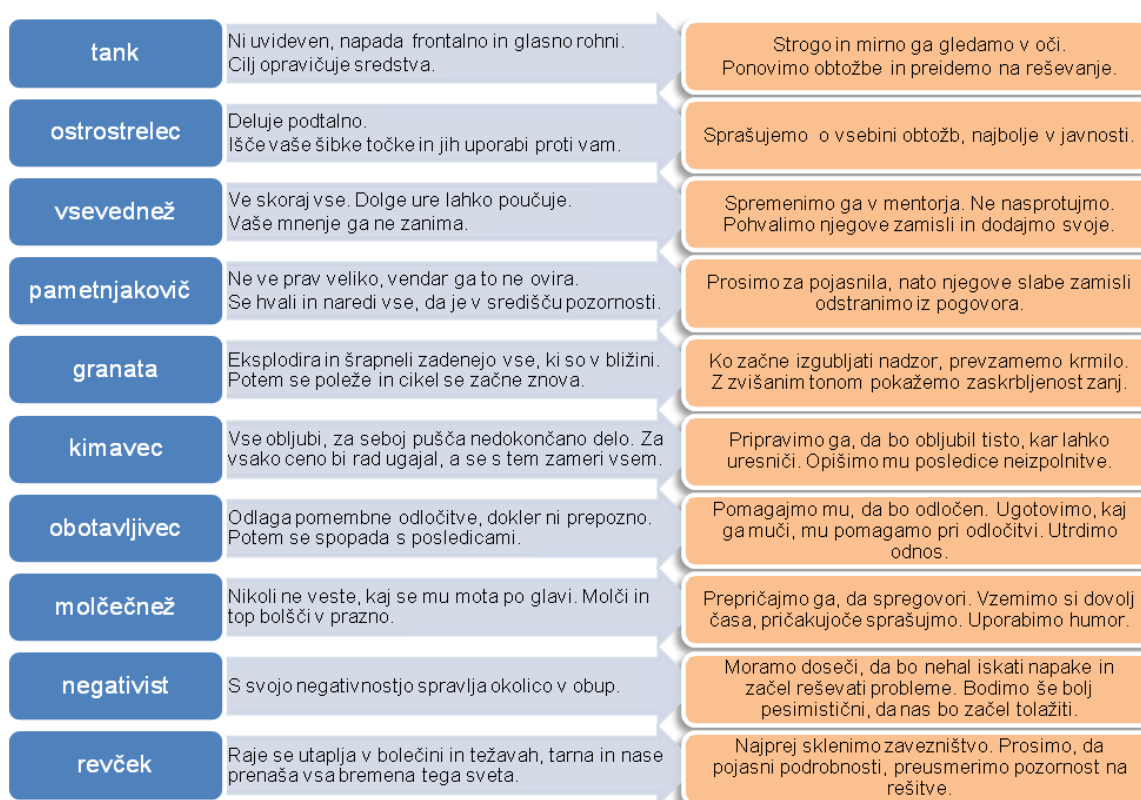 tank
Ni uvideven, napada frontalno in glasno rohni.
Cilj opravičuje sredstva.
Strogo in mirno ga gledamo v oči.
Ponovimo obtožbe in preidemo na reševanje.
ostrostrelec
Deluje podtalno.
Išče vaše šibke točke in jih uporabi proti vam.
Sprašujemo o vsebini obtožb, najbolje v javnosti.
vsevednež
Ve skoraj vse. Dolge ure lahko poučuje.
Vaše mnenje ga ne zanima.
Spremenimo ga v mentorja. Ne nasprotujmo.
Pohvalimo njegove zamisli in dodajmo svoje.
pametnjakovič
Ne ve prav veliko, vendar ga to ne ovira.
Se hvali in naredi vse, da je v središču pozornosti.
Prosimo za pojasnila, nato njegove slabe zamisli
odstranimo iz pogovora.
granata
Eksplodira in šrapneli zadenejo vse, ki so v bližini.
Potem se poleže in cikel se začne znova.
Ko začne izgubljati nadzor, prevzamemo krmilo.
Z zvišanim tonom pokažemo zaskrbljenost zanj.
kimavec
Vse obljubi, za seboj pušča nedokončano delo. Za
vsako ceno bi rad ugajal, a se s tem zameri vsem.
Pripravimo ga, da bo obljubil tisto, kar lahko
uresniči. Opišimo mu posledice neizpolnitve.
obotavljivec
Odlaga pomembne odločitve, dokler ni prepozno.
Potem se spopada s posledicami.
Pomagajmo mu, da bo odločen. Ugotovimo, kaj
ga muči, mu pomagamo pri odločitvi. Utrdimo
odnos.
molčečnež
Nikoli ne veste, kaj se mu mota po glavi. Molči in
top bolšči v prazno.
Prepričajmo ga, da spregovori. Vzemimo si dovolj
časa, pričakujoče sprašujmo. Uporabimo humor.
negativist
S svojo negativnostjo spravlja okolico v obup.
Moramo doseči, da bo nehal iskati napake in
začel reševati probleme. Bodimo še bolj
pesimistični, da nas bo začel tolažiti.
revček
Raje se utaplja v bolečini in težavah, tarna in nase
prenaša vsa bremena tega sveta.
Najprej sklenimo zavezništvo. Prosimo, da
pojasni podrobnosti, preusmerimo pozornost na
rešitve.